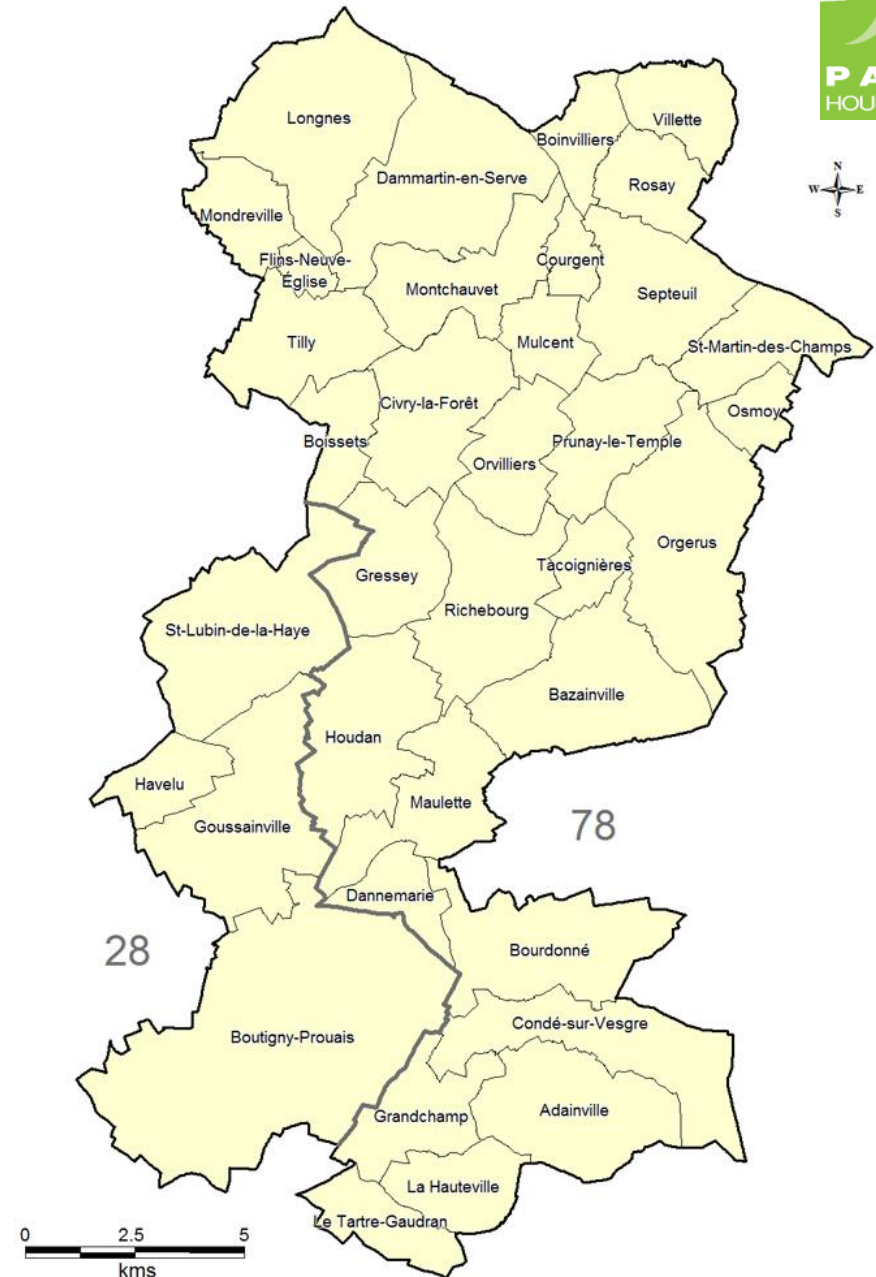 PA
HOU
N
W E
S
Longnes
Villette
Boinvilliers
Dammartin-en-Serve
Rosay
Mondreville
Flins-Neuve-
Église
Courgent
Montchauvet
Septeuil
Tilly
Mulcent
St-Martin-des-Champs
Civry-la-Forêt
Osmoy
Boissets
Prunay-le-Temple
Orvilliers
Orgerus
Tacoignières
Gressey
Richebourg
St-Lubin-de-la-Haye
Bazainville
Houdan
Havelu
Maulette
Goussainville
78
Dannemarie
28
Bourdonné
Condé-sur-Vesgre
Boutigny-Prouais
Adainville
Grandchamp
La Hauteville
Le Tartre-Gaudran
0 2.5 5
kms